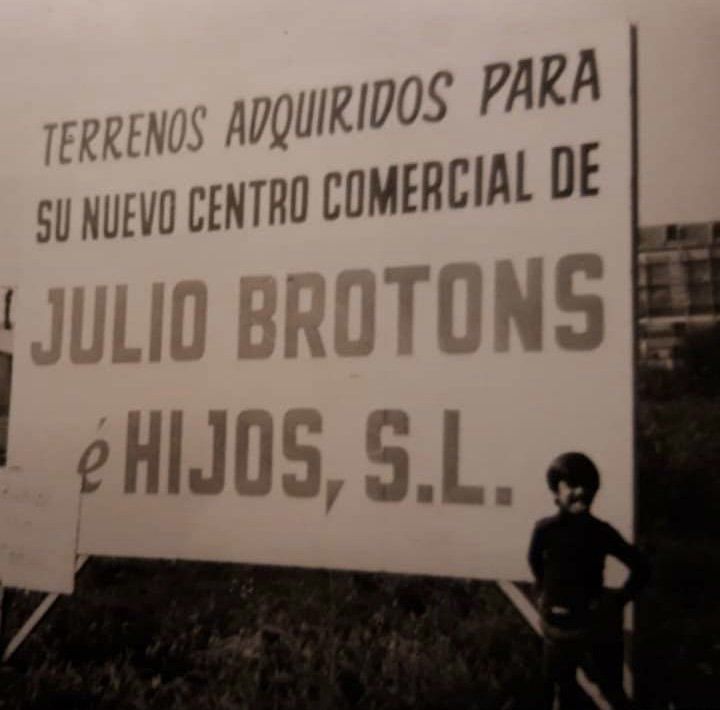 TERRENOS ADQUIRIDOS PARA
SU NUEVO CENTRO COMERCIAL DE
JULIO BROTONS
é HIJOS, S.L.